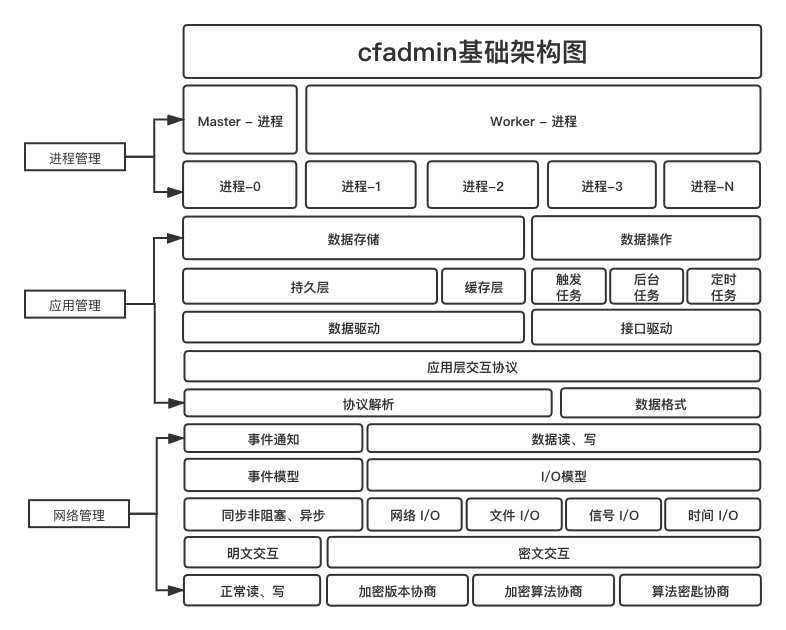 cfadmin基础架构图
Master – 进程
Worker – 进程
进程管理
进程–0
进程–1
进程–2
进程–3
进程–N
数据存储
数据操作
持久层
缓存层
触发
任务
后台
任务
定时
任务
应用管理
数据驱动
接口驱动
应用层交互协议
协议解析
数据格式
事件通知
数据读、写
事件模型
I/O模型
网络管理
同步非阻塞、异步
网络 I/O
文件 I/O
信号 I/O
时间 I/O
明文交互
密文交互
正常读、写
加密版本协商
加密算法协商
算法密匙协商